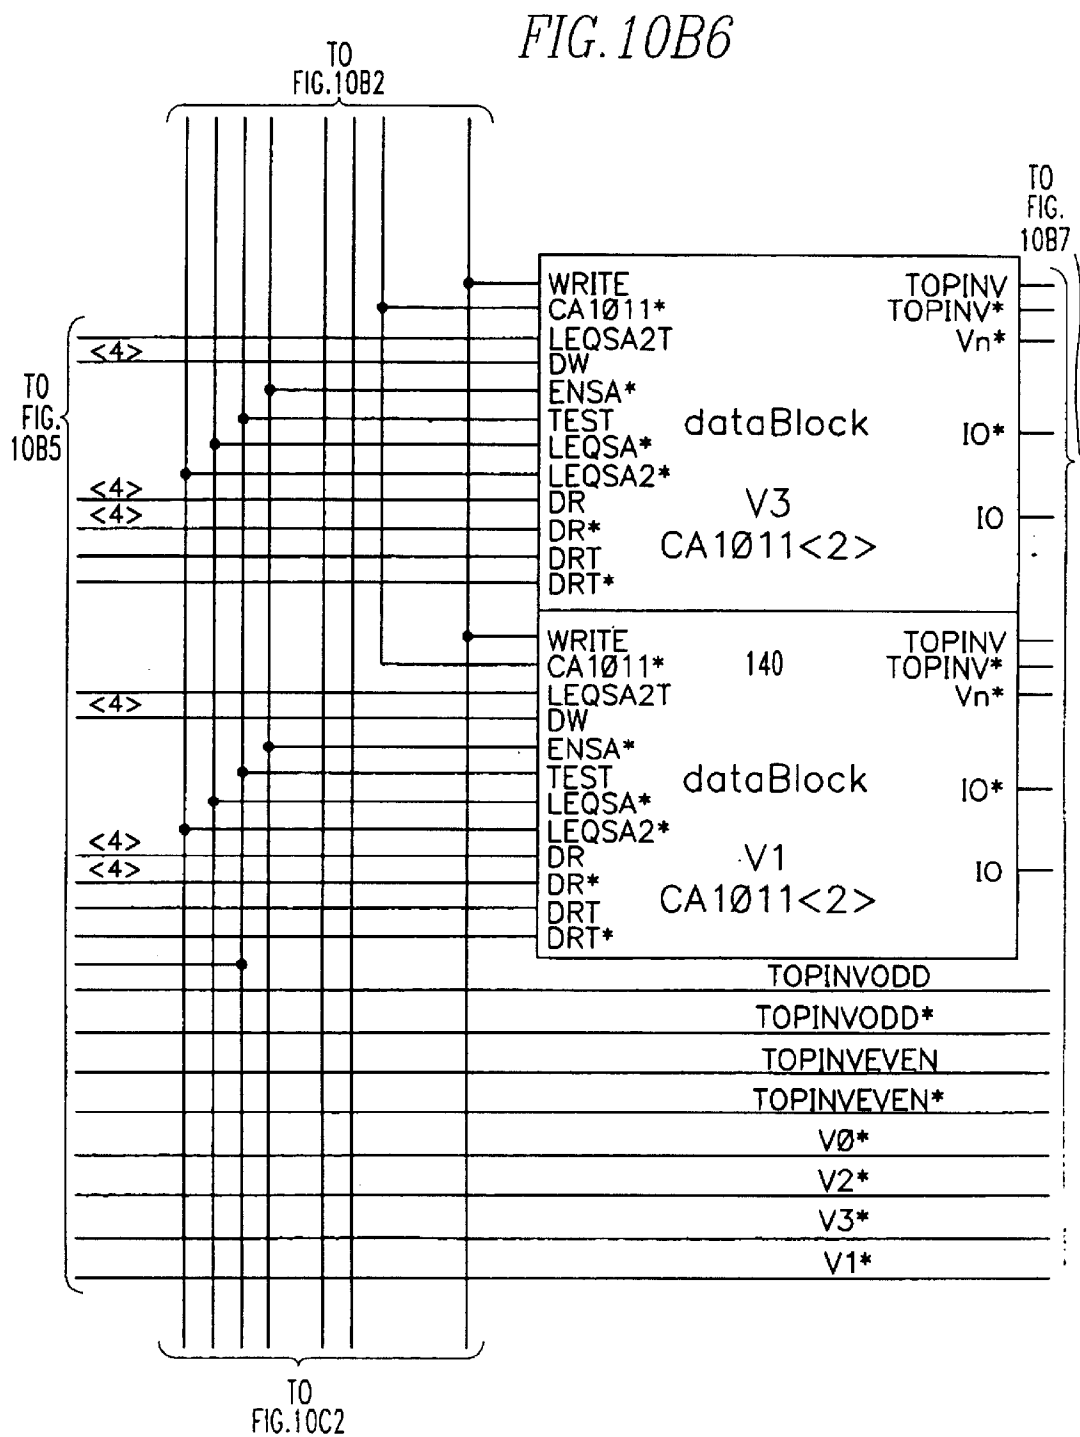 FIG.10B6
TO
FIG.10B2
TO
FIG.
10B7
TO
FIG.
10B5
<4>
<4>
<4>
WRITE
CA1Ø11*
LEQSA2T
DW
ENSA*
TEST
LEQSA*
LEQSA2*
DR
DR*
DRT
DRT*
dataBlock
V3
CA1Ø11<2>
TOPINV
TOPINV*
Vn*
IO*
IO
<4>
<4>
<4>
WRITE
CA1Ø11*
LEQSA2T
DW
ENSA*
TEST
LEQSA*
LEQSA2*
DR
DR*
DRT
DRT*
140
dataBlock
V1
CA1Ø11<2>
TOPINV
TOPINV*
Vn*
IO*
IO
TOPINVODD
TOPINVODD*
TOPINVEVEN
TOPINVEVEN*
VØ*
V2*
V3*
V1*
TO
FIG.10C2